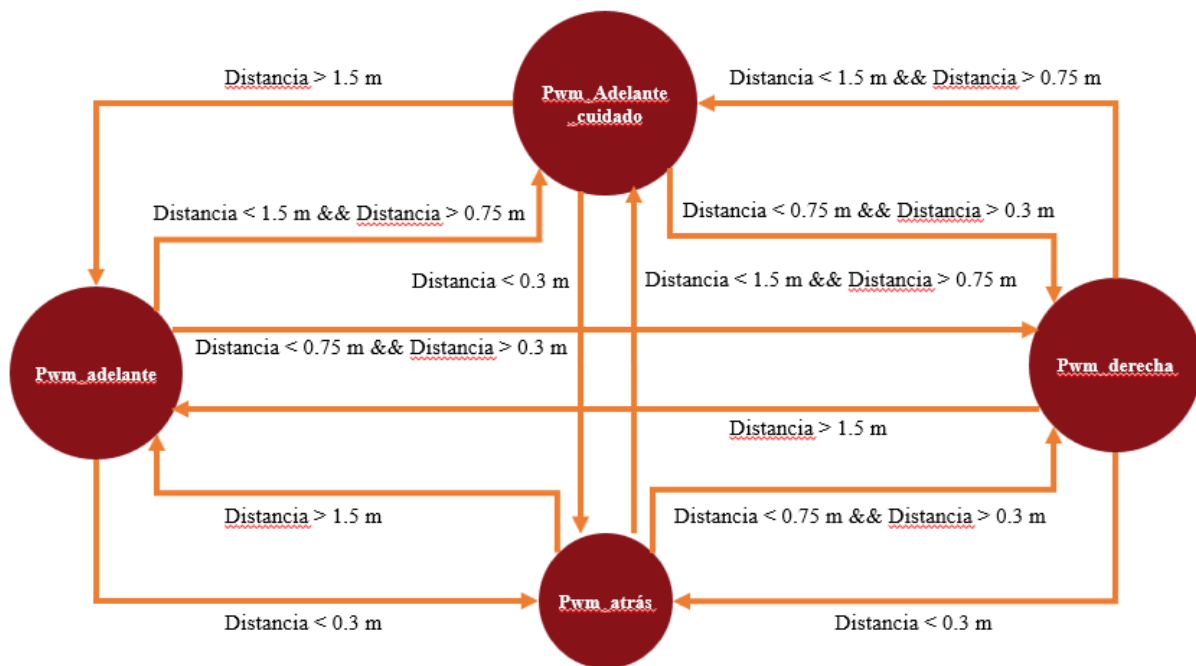 Distancia > 1.5 m
Pwm_Adelante
_cuidado
Distancia < 1.5 m && Distancia > 0.75 m
Distancia < 1.5 m && Distancia > 0.75 m
Distancia < 0.75 m && Distancia > 0.3 m
Distancia < 0.3 m
Distancia < 1.5 m && Distancia > 0.75 m
Distancia < 0.75 m && Distancia > 0.3 m
Pwm_adelante
Pwm_derecha
Distancia > 1.5 m
Distancia > 1.5 m
Distancia < 0.75 m && Distancia > 0.3 m
Pwm_atrás
Distancia < 0.3 m
Distancia < 0.3 m